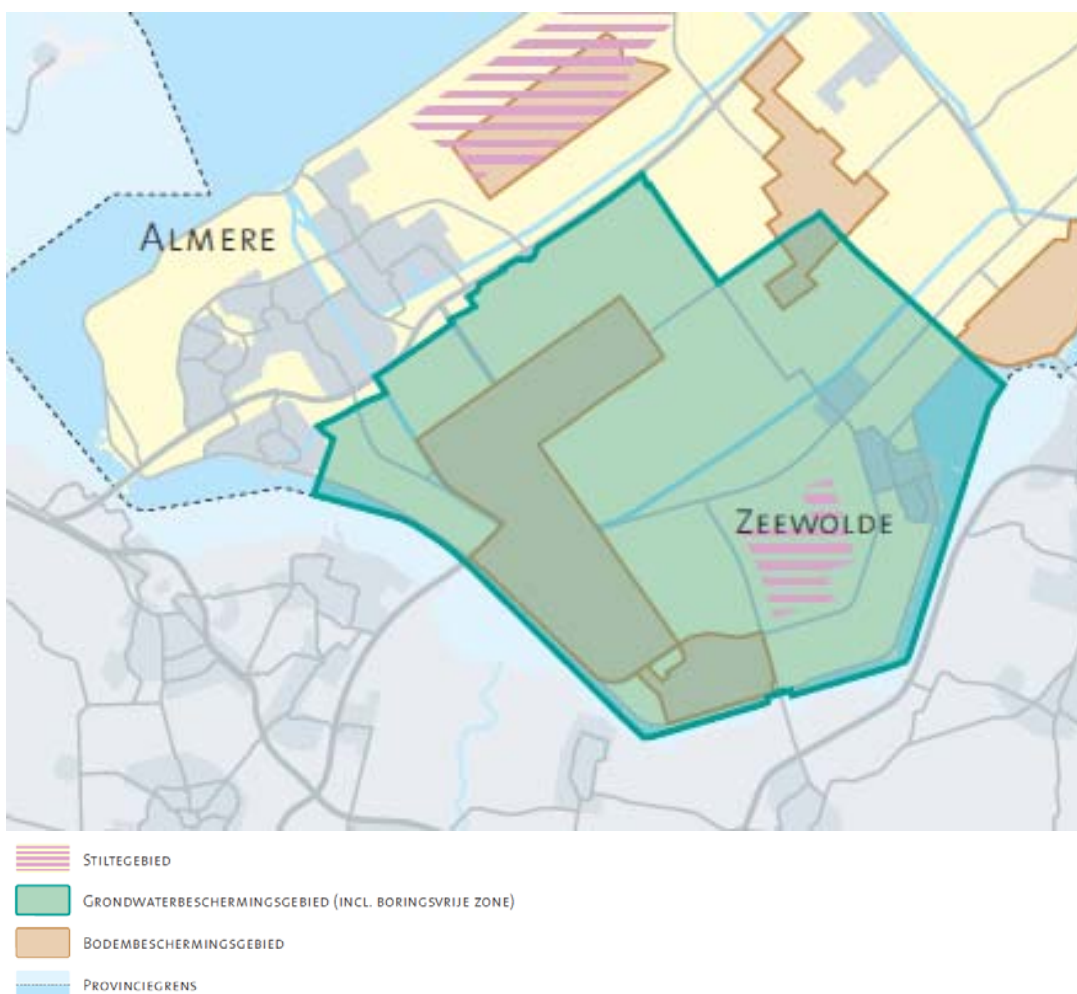 ALMERE
ZEEWOLDE
STILTEGEBIED
GRONDWATERBESCHERMINGSGEBIED (INCL. BORINGSVRIJE ZONE)
BODEMBESCHERMINGSGEBIED
PROVINCIEGRENS